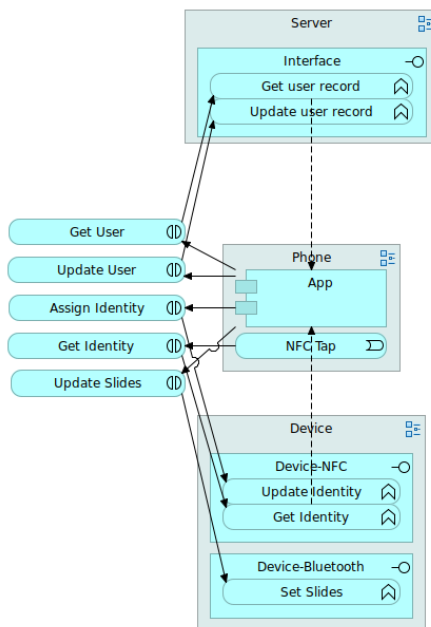 Server
Interface
Get user record
Update user record
Get User
Update User
Assign Identity
Get Identity
Update Slides
Phone
App
NFC Tap
Device
Device-NFC
Update Identity
Get Identity
Device-Bluetooth
Set Slides